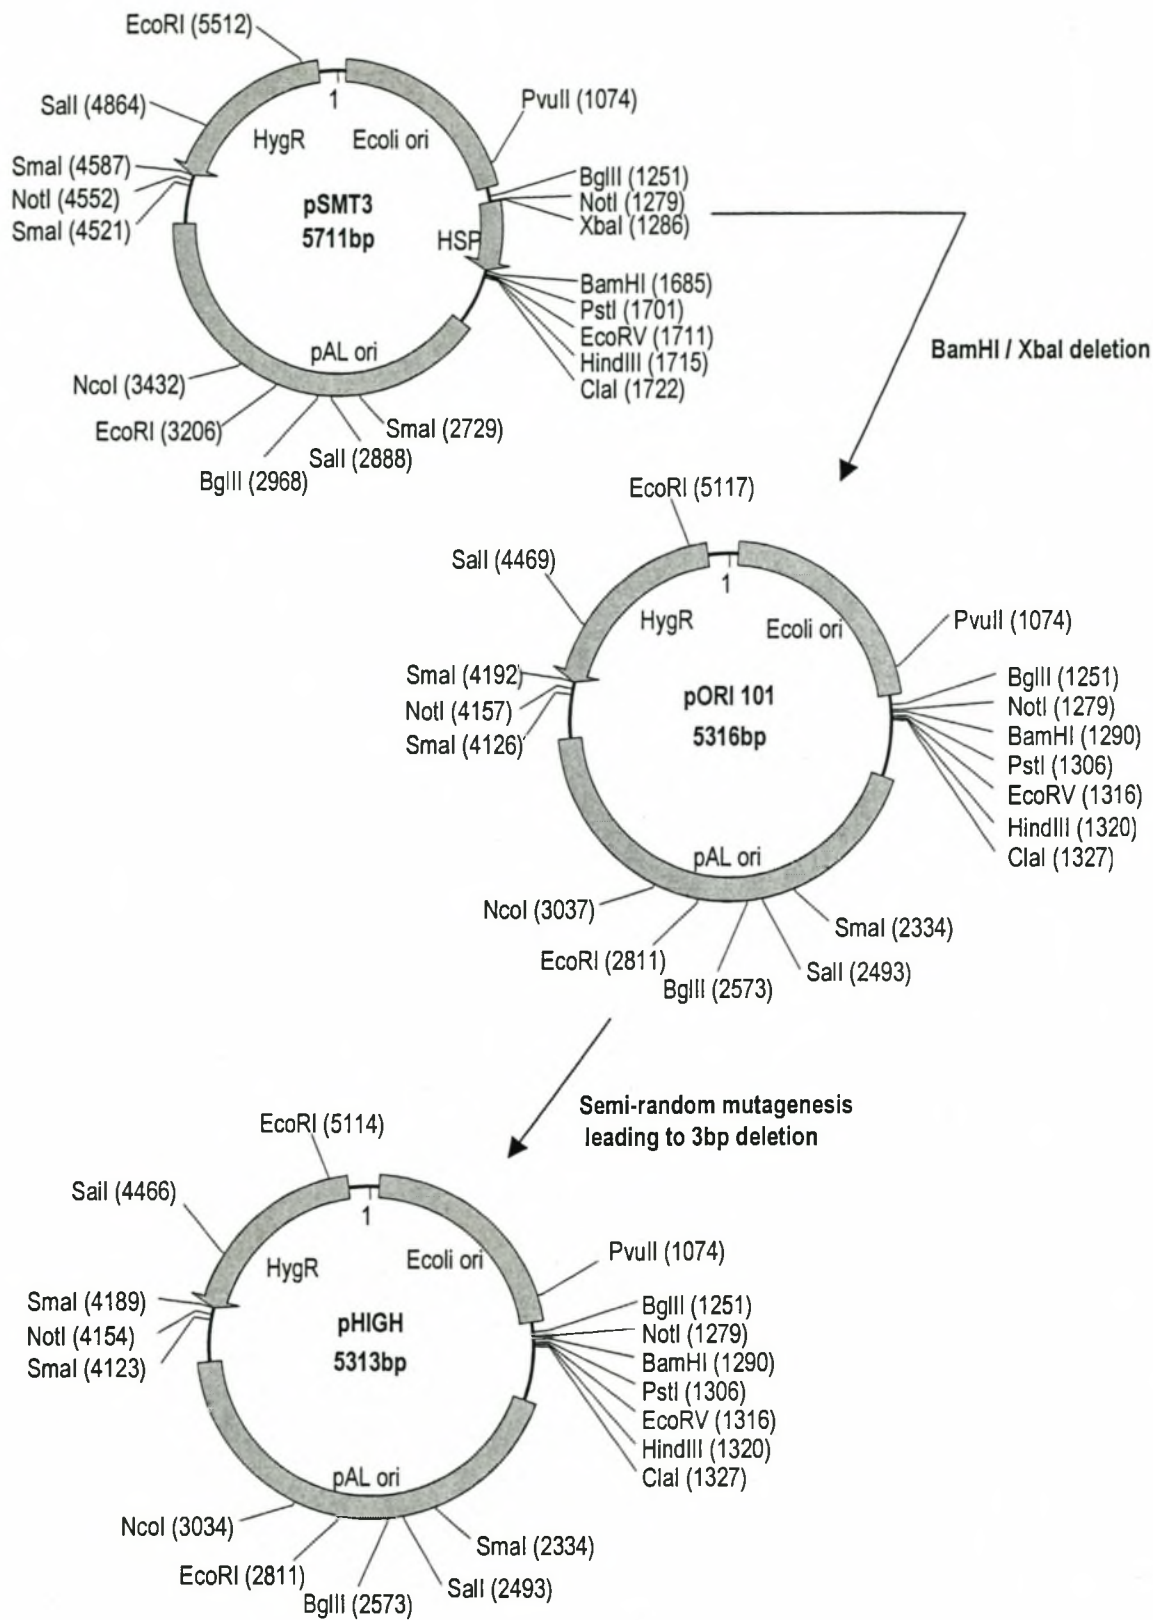 EcoRI (5512)
SalI (4864)
SmaI (4587)
NotI (4552)
SmaI (4521)
1
HygR
Ecoli ori
pSMT3
5711bp
HSP
pAL ori
PvuII (1074)
BglII (1251)
NotI (1279)
XbaI (1286)
BamHI (1685)
PstI (1701)
EcoRV (1711)
HindIII (1715)
ClaI (1722)
NcoI (3432)
EcoRI (3206)
BglII (2968)
SalI (2888)
SmaI (2729)
BamHI / XbaI deletion
EcoRI (5117)
SalI (4469)
SmaI (4192)
NotI (4157)
SmaI (4126)
1
HygR
Ecoli ori
pORI 101
5316bp
pAL ori
PvuII (1074)
BglII (1251)
NotI (1279)
BamHI (1290)
PstI (1306)
EcoRV (1316)
HindIII (1320)
ClaI (1327)
NcoI (3037)
EcoRI (2811)
BglII (2573)
SalI (2493)
SmaI (2334)
Semi-random mutagenesis
leading to 3bp deletion
EcoRI (5114)
SalI (4466)
SmaI (4189)
NotI (4154)
SmaI (4123)
1
HygR
Ecoli ori
pHIGH
5313bp
pAL ori
PvuII (1074)
BglII (1251)
NotI (1279)
BamHI (1290)
PstI (1306)
EcoRV (1316)
HindIII (1320)
ClaI (1327)
NcoI (3034)
EcoRI (2811)
BglII (2573)
SalI (2493)
SmaI (2334)